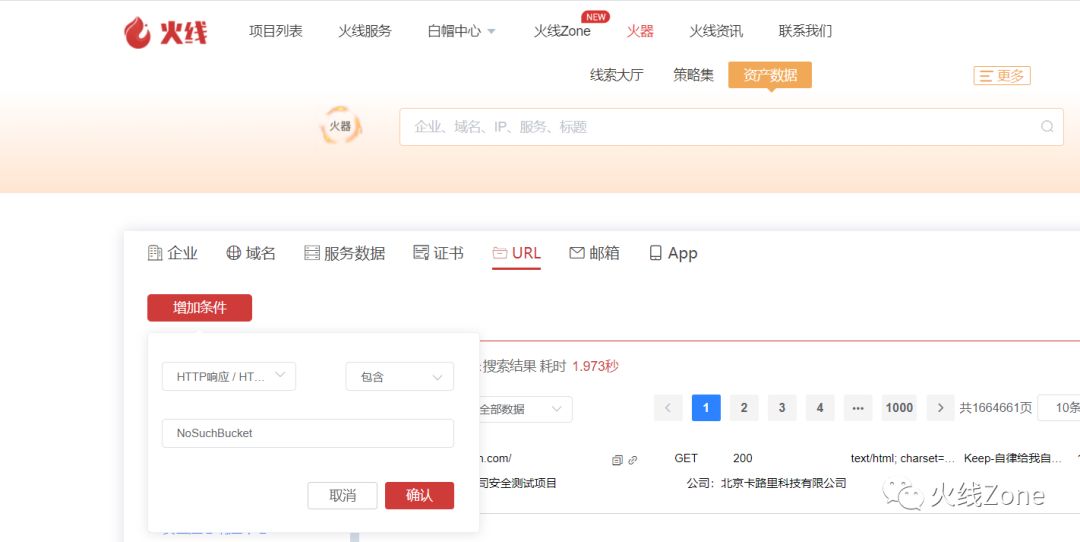 火线 项目列表 火线服务 白帽中心 火线Zone NEW 火器 火线资讯 联系我们
线索大厅 策略集 资产数据 更多
火器 企业、域名、IP、服务、标题
企业 域名 服务数据 证书 URL 邮箱 App
增加条件
搜索结果 耗时 1.973秒
HTTP响应 / HT... 包含
全部数据 1 2 3 4 ... 1000 共1664661页 10条
NoSuchBucket
.com/ GET 200 text/html; charset=... Keep-自律给我自...
司安全测试项目 公司：北京卡路里科技有限公司
取消 确认
火线Zone